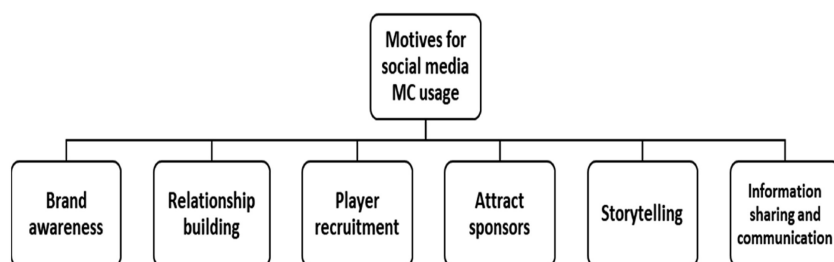 Motives for
social media
MC usage
Brand
awareness
Relationship
building
Player
recruitment
Attract
sponsors
Storytelling
Information
sharing and
communication